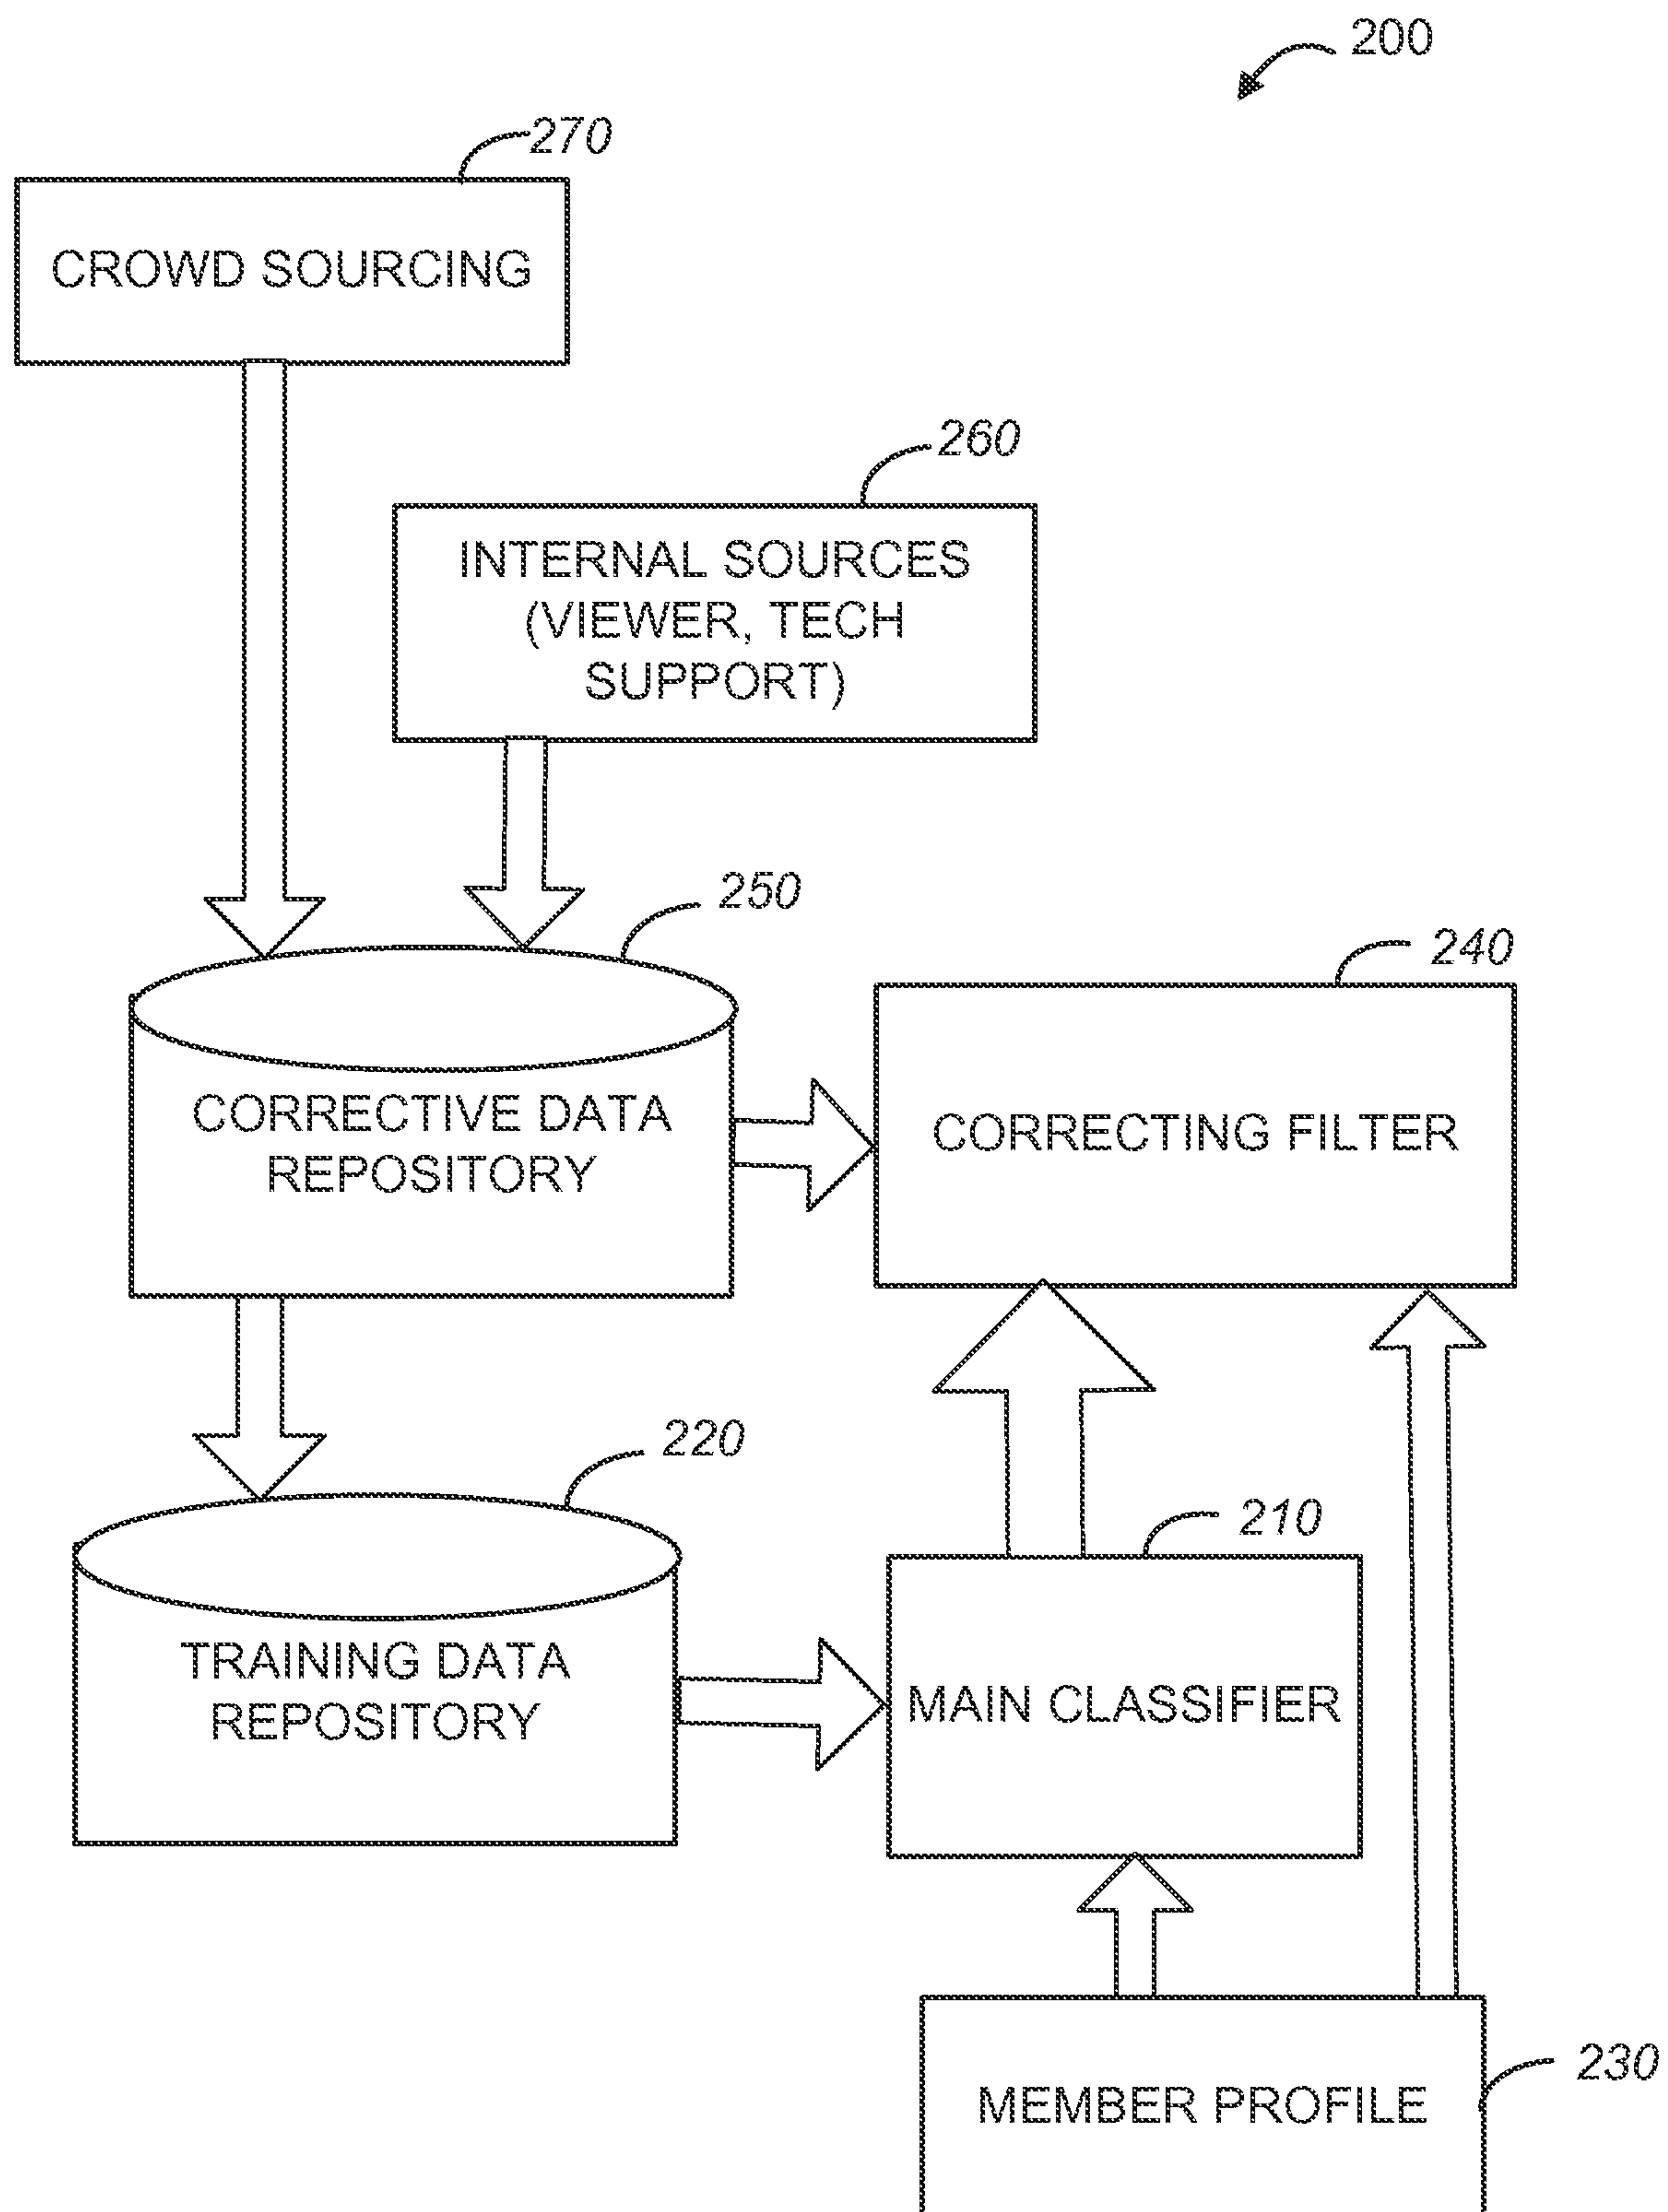 200
270
CROWD SOURCING
260
INTERNAL SOURCES
(VIEWER, TECH
SUPPORT)
250
240
CORRECTIVE DATA
REPOSITORY
CORRECTING FILTER
220
210
TRAINING DATA
REPOSITORY
MAIN CLASSIFIER
230
MEMBER PROFILE